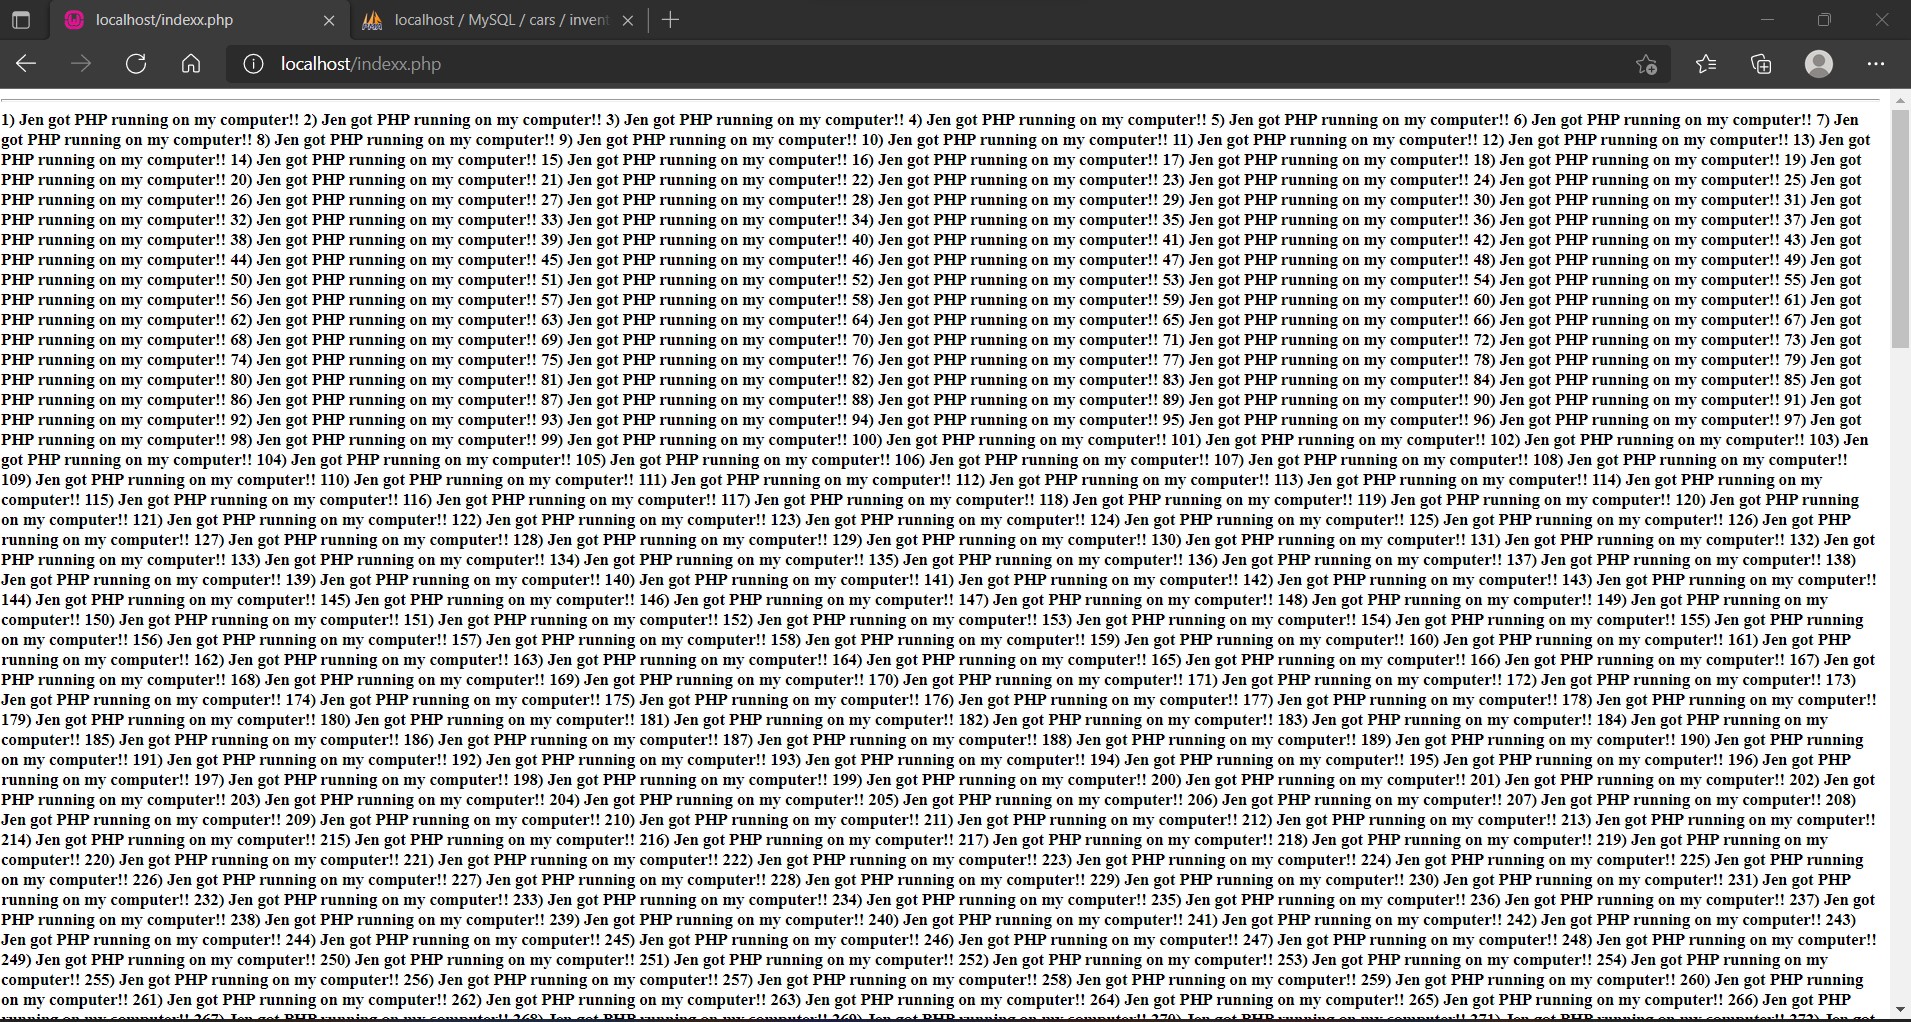 localhost/indexx.php
localhost / MySQL / cars / invent
localhost/indexx.php
1) Jen got PHP running on my computer!! 2) Jen got PHP running on my computer!! 3) Jen got PHP running on my computer!! 4) Jen got PHP running on my computer!! 5) Jen got PHP running on my computer!! 6) Jen got PHP running on my computer!! 7) Jen
got PHP running on my computer!! 8) Jen got PHP running on my computer!! 9) Jen got PHP running on my computer!! 10) Jen got PHP running on my computer!! 11) Jen got PHP running on my computer!! 12) Jen got PHP running on my computer!! 13) Jen got
PHP running on my computer!! 14) Jen got PHP running on my computer!! 15) Jen got PHP running on my computer!! 16) Jen got PHP running on my computer!! 17) Jen got PHP running on my computer!! 18) Jen got PHP running on my computer!! 19) Jen got
PHP running on my computer!! 20) Jen got PHP running on my computer!! 21) Jen got PHP running on my computer!! 22) Jen got PHP running on my computer!! 23) Jen got PHP running on my computer!! 24) Jen got PHP running on my computer!! 25) Jen got
PHP running on my computer!! 26) Jen got PHP running on my computer!! 27) Jen got PHP running on my computer!! 28) Jen got PHP running on my computer!! 29) Jen got PHP running on my computer!! 30) Jen got PHP running on my computer!! 31) Jen got
PHP running on my computer!! 32) Jen got PHP running on my computer!! 33) Jen got PHP running on my computer!! 34) Jen got PHP running on my computer!! 35) Jen got PHP running on my computer!! 36) Jen got PHP running on my computer!! 37) Jen got
PHP running on my computer!! 38) Jen got PHP running on my computer!! 39) Jen got PHP running on my computer!! 40) Jen got PHP running on my computer!! 41) Jen got PHP running on my computer!! 42) Jen got PHP running on my computer!! 43) Jen got
PHP running on my computer!! 44) Jen got PHP running on my computer!! 45) Jen got PHP running on my computer!! 46) Jen got PHP running on my computer!! 47) Jen got PHP running on my computer!! 48) Jen got PHP running on my computer!! 49) Jen got
PHP running on my computer!! 50) Jen got PHP running on my computer!! 51) Jen got PHP running on my computer!! 52) Jen got PHP running on my computer!! 53) Jen got PHP running on my computer!! 54) Jen got PHP running on my computer!! 55) Jen got
PHP running on my computer!! 56) Jen got PHP running on my computer!! 57) Jen got PHP running on my computer!! 58) Jen got PHP running on my computer!! 59) Jen got PHP running on my computer!! 60) Jen got PHP running on my computer!! 61) Jen got
PHP running on my computer!! 62) Jen got PHP running on my computer!! 63) Jen got PHP running on my computer!! 64) Jen got PHP running on my computer!! 65) Jen got PHP running on my computer!! 66) Jen got PHP running on my computer!! 67) Jen got
PHP running on my computer!! 68) Jen got PHP running on my computer!! 69) Jen got PHP running on my computer!! 70) Jen got PHP running on my computer!! 71) Jen got PHP running on my computer!! 72) Jen got PHP running on my computer!! 73) Jen got
PHP running on my computer!! 74) Jen got PHP running on my computer!! 75) Jen got PHP running on my computer!! 76) Jen got PHP running on my computer!! 77) Jen got PHP running on my computer!! 78) Jen got PHP running on my computer!! 79) Jen got
PHP running on my computer!! 80) Jen got PHP running on my computer!! 81) Jen got PHP running on my computer!! 82) Jen got PHP running on my computer!! 83) Jen got PHP running on my computer!! 84) Jen got PHP running on my computer!! 85) Jen got
PHP running on my computer!! 86) Jen got PHP running on my computer!! 87) Jen got PHP running on my computer!! 88) Jen got PHP running on my computer!! 89) Jen got PHP running on my computer!! 90) Jen got PHP running on my computer!! 91) Jen got
PHP running on my computer!! 92) Jen got PHP running on my computer!! 93) Jen got PHP running on my computer!! 94) Jen got PHP running on my computer!! 95) Jen got PHP running on my computer!! 96) Jen got PHP running on my computer!! 97) Jen got
PHP running on my computer!! 98) Jen got PHP running on my computer!! 99) Jen got PHP running on my computer!! 100) Jen got PHP running on my computer!! 101) Jen got PHP running on my computer!! 102) Jen got PHP running on my computer!! 103) Jen
got PHP running on my computer!! 104) Jen got PHP running on my computer!! 105) Jen got PHP running on my computer!! 106) Jen got PHP running on my computer!! 107) Jen got PHP running on my computer!! 108) Jen got PHP running on my computer!!
109) Jen got PHP running on my computer!! 110) Jen got PHP running on my computer!! 111) Jen got PHP running on my computer!! 112) Jen got PHP running on my computer!! 113) Jen got PHP running on my computer!! 114) Jen got PHP running on my
computer!! 115) Jen got PHP running on my computer!! 116) Jen got PHP running on my computer!! 117) Jen got PHP running on my computer!! 118) Jen got PHP running on my computer!! 119) Jen got PHP running on my computer!! 120) Jen got PHP running
on my computer!! 121) Jen got PHP running on my computer!! 122) Jen got PHP running on my computer!! 123) Jen got PHP running on my computer!! 124) Jen got PHP running on my computer!! 125) Jen got PHP running on my computer!! 126) Jen got PHP
running on my computer!! 127) Jen got PHP running on my computer!! 128) Jen got PHP running on my computer!! 129) Jen got PHP running on my computer!! 130) Jen got PHP running on my computer!! 131) Jen got PHP running on my computer!! 132) Jen got
PHP running on my computer!! 133) Jen got PHP running on my computer!! 134) Jen got PHP running on my computer!! 135) Jen got PHP running on my computer!! 136) Jen got PHP running on my computer!! 137) Jen got PHP running on my computer!! 138)
Jen got PHP running on my computer!! 139) Jen got PHP running on my computer!! 140) Jen got PHP running on my computer!! 141) Jen got PHP running on my computer!! 142) Jen got PHP running on my computer!! 143) Jen got PHP running on my computer!!
144) Jen got PHP running on my computer!! 145) Jen got PHP running on my computer!! 146) Jen got PHP running on my computer!! 147) Jen got PHP running on my computer!! 148) Jen got PHP running on my computer!! 149) Jen got PHP running on my
computer!! 150) Jen got PHP running on my computer!! 151) Jen got PHP running on my computer!! 152) Jen got PHP running on my computer!! 153) Jen got PHP running on my computer!! 154) Jen got PHP running on my computer!! 155) Jen got PHP running
on my computer!! 156) Jen got PHP running on my computer!! 157) Jen got PHP running on my computer!! 158) Jen got PHP running on my computer!! 159) Jen got PHP running on my computer!! 160) Jen got PHP running on my computer!! 161) Jen got PHP
running on my computer!! 162) Jen got PHP running on my computer!! 163) Jen got PHP running on my computer!! 164) Jen got PHP running on my computer!! 165) Jen got PHP running on my computer!! 166) Jen got PHP running on my computer!! 167) Jen got
PHP running on my computer!! 168) Jen got PHP running on my computer!! 169) Jen got PHP running on my computer!! 170) Jen got PHP running on my computer!! 171) Jen got PHP running on my computer!! 172) Jen got PHP running on my computer!! 173)
Jen got PHP running on my computer!! 174) Jen got PHP running on my computer!! 175) Jen got PHP running on my computer!! 176) Jen got PHP running on my computer!! 177) Jen got PHP running on my computer!! 178) Jen got PHP running on my computer!!
179) Jen got PHP running on my computer!! 180) Jen got PHP running on my computer!! 181) Jen got PHP running on my computer!! 182) Jen got PHP running on my computer!! 183) Jen got PHP running on my computer!! 184) Jen got PHP running on my
computer!! 185) Jen got PHP running on my computer!! 186) Jen got PHP running on my computer!! 187) Jen got PHP running on my computer!! 188) Jen got PHP running on my computer!! 189) Jen got PHP running on my computer!! 190) Jen got PHP running
on my computer!! 191) Jen got PHP running on my computer!! 192) Jen got PHP running on my computer!! 193) Jen got PHP running on my computer!! 194) Jen got PHP running on my computer!! 195) Jen got PHP running on my computer!! 196) Jen got PHP
running on my computer!! 197) Jen got PHP running on my computer!! 198) Jen got PHP running on my computer!! 199) Jen got PHP running on my computer!! 200) Jen got PHP running on my computer!! 201) Jen got PHP running on my computer!! 202) Jen got
PHP running on my computer!! 203) Jen got PHP running on my computer!! 204) Jen got PHP running on my computer!! 205) Jen got PHP running on my computer!! 206) Jen got PHP running on my computer!! 207) Jen got PHP running on my computer!! 208)
Jen got PHP running on my computer!! 209) Jen got PHP running on my computer!! 210) Jen got PHP running on my computer!! 211) Jen got PHP running on my computer!! 212) Jen got PHP running on my computer!! 213) Jen got PHP running on my computer!!
214) Jen got PHP running on my computer!! 215) Jen got PHP running on my computer!! 216) Jen got PHP running on my computer!! 217) Jen got PHP running on my computer!! 218) Jen got PHP running on my computer!! 219) Jen got PHP running on my
computer!! 220) Jen got PHP running on my computer!! 221) Jen got PHP running on my computer!! 222) Jen got PHP running on my computer!! 223) Jen got PHP running on my computer!! 224) Jen got PHP running on my computer!! 225) Jen got PHP running
on my computer!! 226) Jen got PHP running on my computer!! 227) Jen got PHP running on my computer!! 228) Jen got PHP running on my computer!! 229) Jen got PHP running on my computer!! 230) Jen got PHP running on my computer!! 231) Jen got PHP
running on my computer!! 232) Jen got PHP running on my computer!! 233) Jen got PHP running on my computer!! 234) Jen got PHP running on my computer!! 235) Jen got PHP running on my computer!! 236) Jen got PHP running on my computer!! 237) Jen got
PHP running on my computer!! 238) Jen got PHP running on my computer!! 239) Jen got PHP running on my computer!! 240) Jen got PHP running on my computer!! 241) Jen got PHP running on my computer!! 242) Jen got PHP running on my computer!! 243)
Jen got PHP running on my computer!! 244) Jen got PHP running on my computer!! 245) Jen got PHP running on my computer!! 246) Jen got PHP running on my computer!! 247) Jen got PHP running on my computer!! 248) Jen got PHP running on my computer!!
249) Jen got PHP running on my computer!! 250) Jen got PHP running on my computer!! 251) Jen got PHP running on my computer!! 252) Jen got PHP running on my computer!! 253) Jen got PHP running on my computer!! 254) Jen got PHP running on my
computer!! 255) Jen got PHP running on my computer!! 256) Jen got PHP running on my computer!! 257) Jen got PHP running on my computer!! 258) Jen got PHP running on my computer!! 259) Jen got PHP running on my computer!! 260) Jen got PHP running
on my computer!! 261) Jen got PHP running on my computer!! 262) Jen got PHP running on my computer!! 263) Jen got PHP running on my computer!! 264) Jen got PHP running on my computer!! 265) Jen got PHP running on my computer!! 266) Jen got PHP
running on my computer!! 267) Jen got PHP running on my computer!! 268) Jen got PHP running on my computer!! 269) Jen got PHP running on my computer!! 270) Jen got PHP running on my computer!! 271) Jen got PHP running on my computer!! 272) Jen got